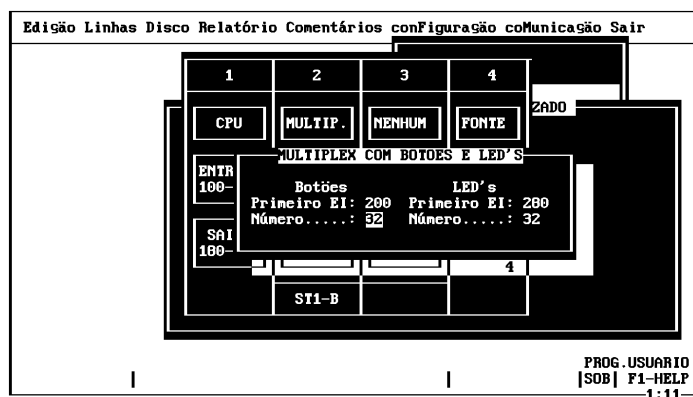 Edição Linhas Disco Relatório Comentários conFiguração coMunicação Sair
1 2 3 4
ZADO
CPU MULTIP. NENHUM FONTE
MULTIPLEX COM BOTOES E LED'S
ENTR
100-
Botöes LED's
Primeiro EI: 200 Primeiro EI: 280
Número.....: 32 Número.....: 32
SAI
180-
4
ST1-B
PROG.USUARIO
SOB F1-HELP
1:11